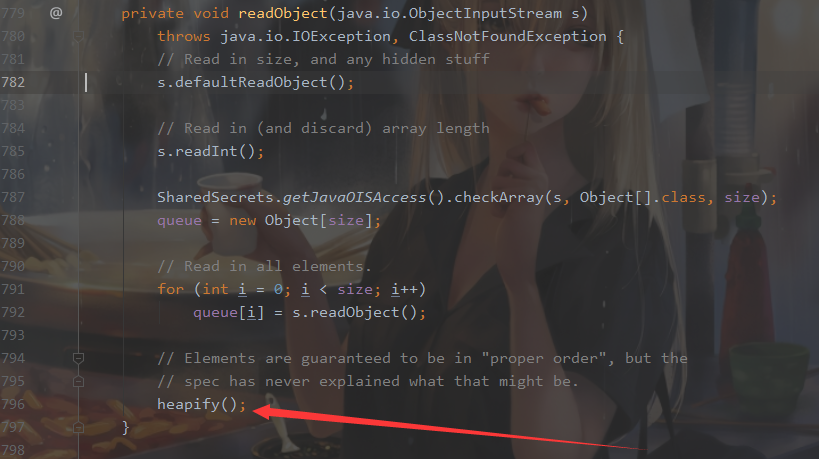 779 @ private void readObject(java.io.ObjectInputStream s)
780 throws java.io.IOException, ClassNotFoundException {
781 // Read in size, and any hidden stuff
782 s.defaultReadObject();
783
784 // Read in (and discard) array length
785 s.readInt();
786
787 SharedSecrets.getJavaOISAccess().checkArray(s, Object[].class, size);
788 queue = new Object[size];
789
790 // Read in all elements.
791 for (int i = 0; i < size; i++)
792 queue[i] = s.readObject();
793
794 // Elements are guaranteed to be in "proper order", but the
795 // spec has never explained what that might be.
796 heapify();
797 }
798